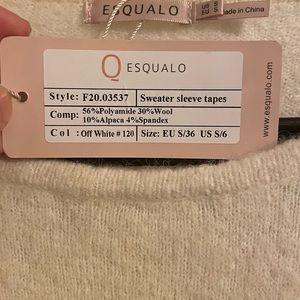 ESQUALO
Made in China
ESQUALO
Style: F20.03537 Sweater sleeve tapes
Comp: 56%Polyamide 30%Wool
10%Alpaca 4%Spandex
Col : Off White # 120 Size: EU S/36 US S/6
www.esqualo.com